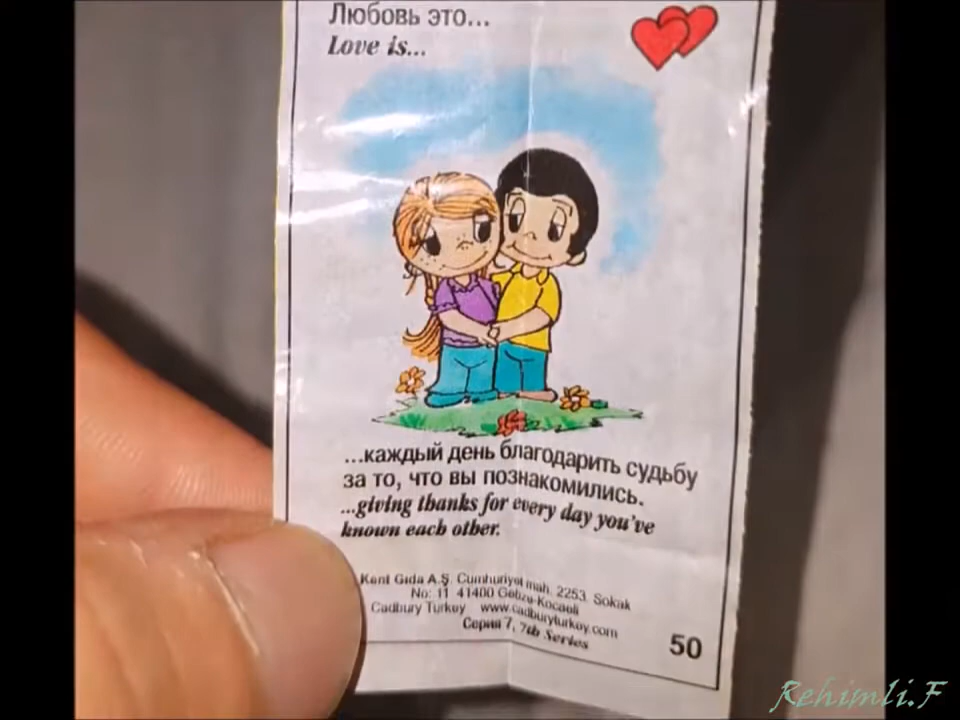 Любовь это...
Love is...
...каждый день благодарить судьбу
за то, что вы познакомились.
...giving thanks for every day you've
known each other.
Kent Gıda A.Ş. Cumhuriyet mah. 2253. Sokak
No: 11 41400 Gebze-Kocaeli
Cadbury Turkey www.cadburyturkey.com
Серия 7, 7th Series
50
Rehimli.F